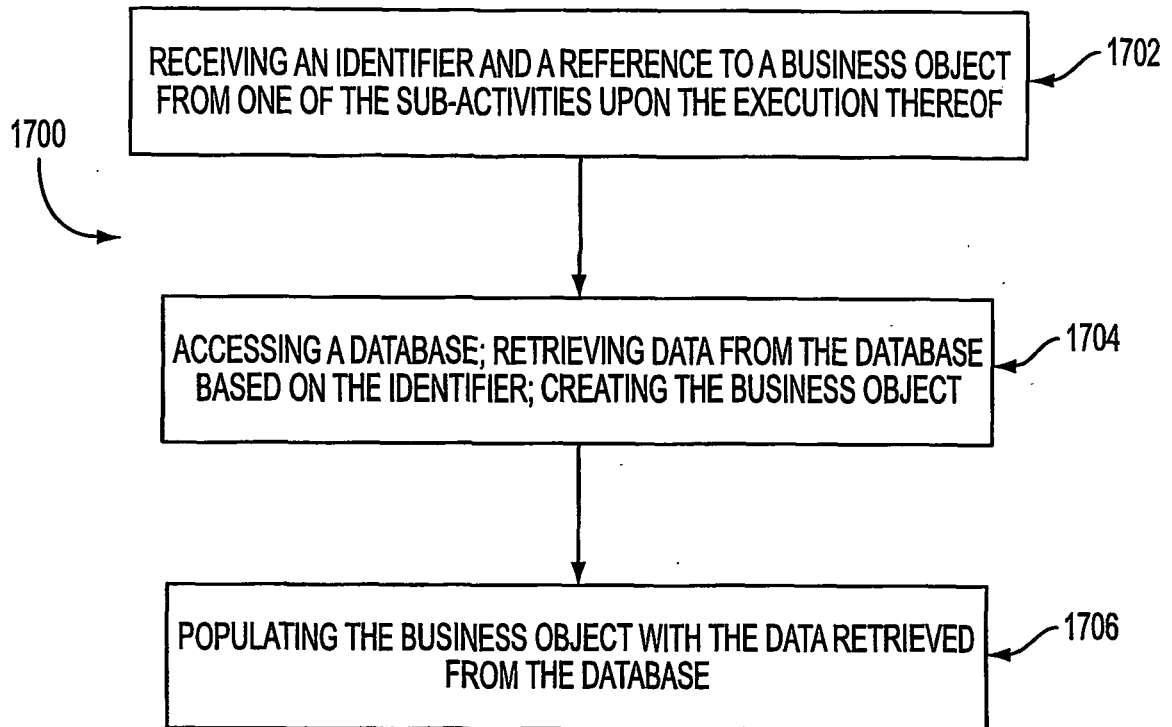 RECEIVING AN IDENTIFIER AND A REFERENCE TO A BUSINESS OBJECT
FROM ONE OF THE SUB-ACTIVITIES UPON THE EXECUTION THEREOF
1702
1700
ACCESSING A DATABASE; RETRIEVING DATA FROM THE DATABASE
BASED ON THE IDENTIFIER; CREATING THE BUSINESS OBJECT
1704
POPULATING THE BUSINESS OBJECT WITH THE DATA RETRIEVED
FROM THE DATABASE
1706